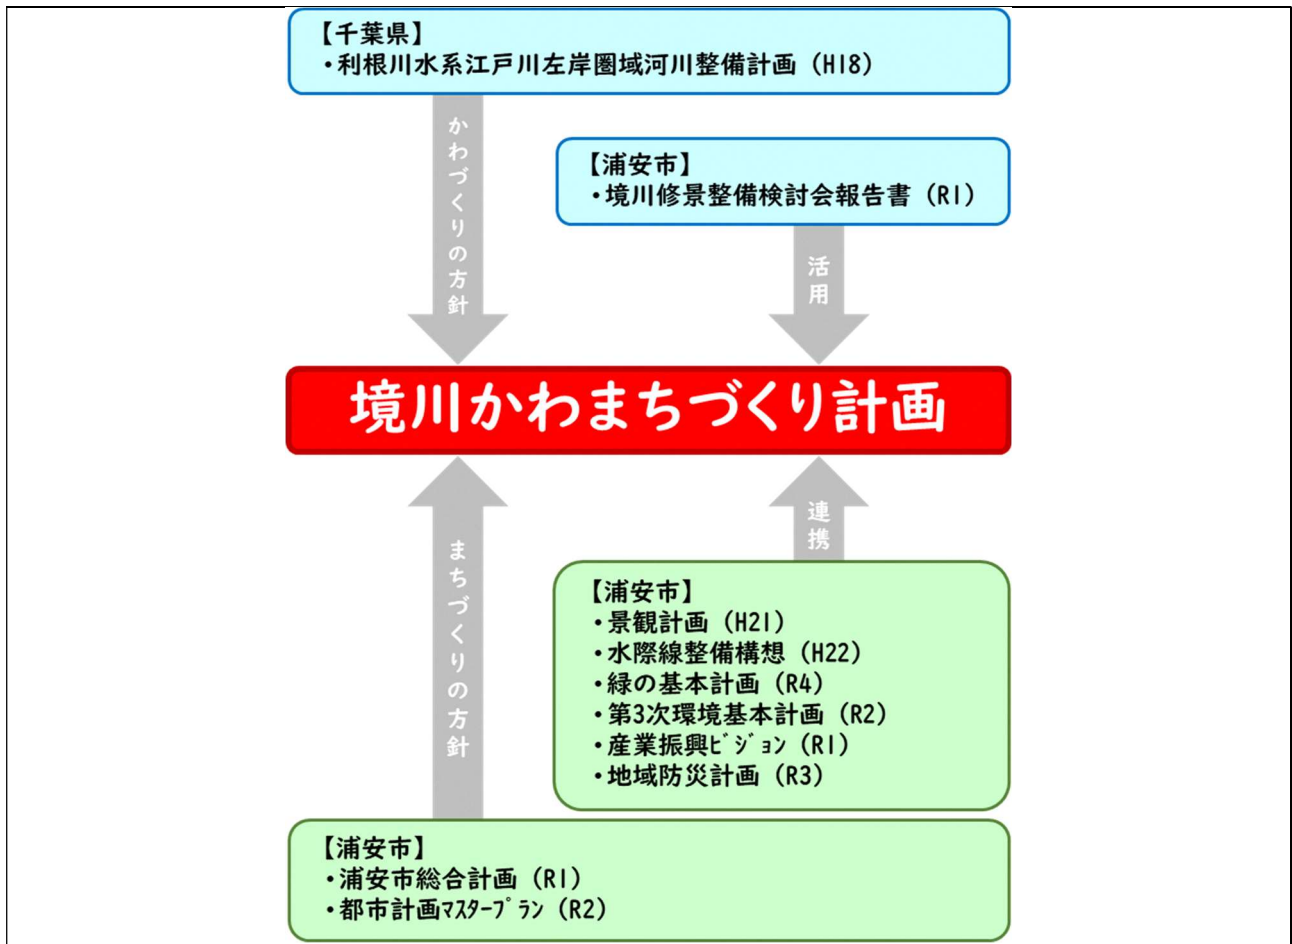 【千葉県】
・利根川水系江戸川左岸圏域河川整備計画（H18）
かわづくりの方針
【浦安市】
・境川修景整備検討会報告書（R1）
活用
境川かわまちづくり計画
まちづくりの方針
連携
【浦安市】
・景観計画（H21）
・水際線整備構想（H22）
・緑の基本計画（R4）
・第3次環境基本計画（R2）
・産業振興ﾋﾞｼﾞｮﾝ（R1）
・地域防災計画（R3）
【浦安市】
・浦安市総合計画（R1）
・都市計画ﾏｽﾀｰﾌﾟﾗﾝ（R2）